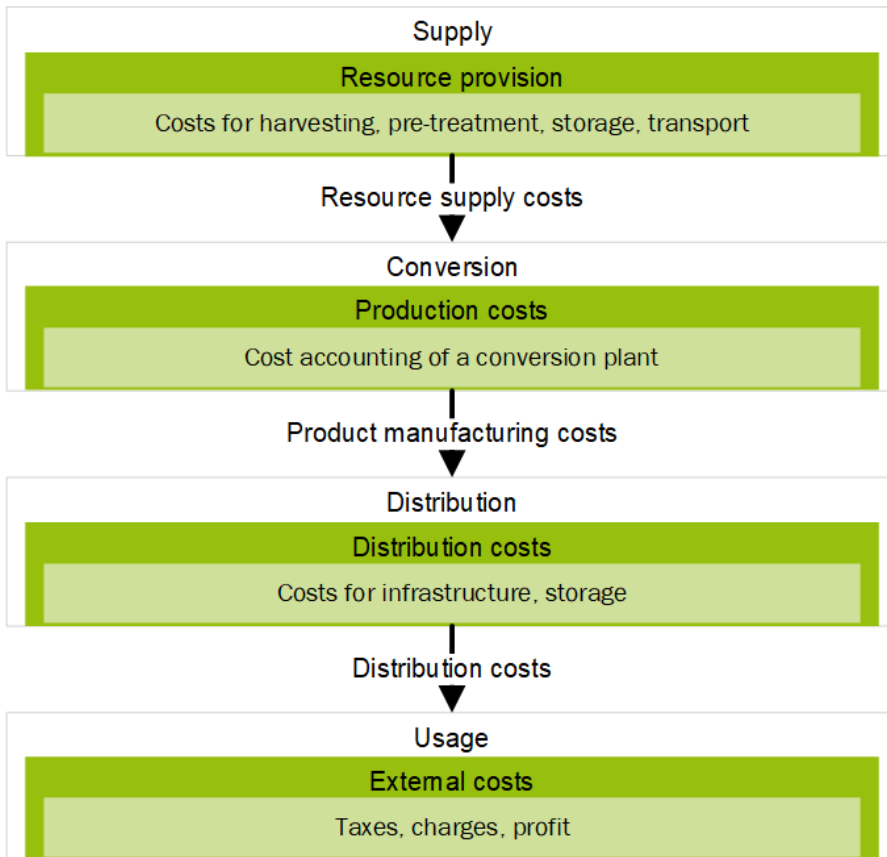 Supply
Resource provision
Costs for harvesting, pre-treatment, storage, transport
Resource supply costs
Conversion
Production costs
Cost accounting of a conversion plant
Product manufacturing costs
Distribution
Distribution costs
Costs for infrastructure, storage
Distribution costs
Usage
External costs
Taxes, charges, profit